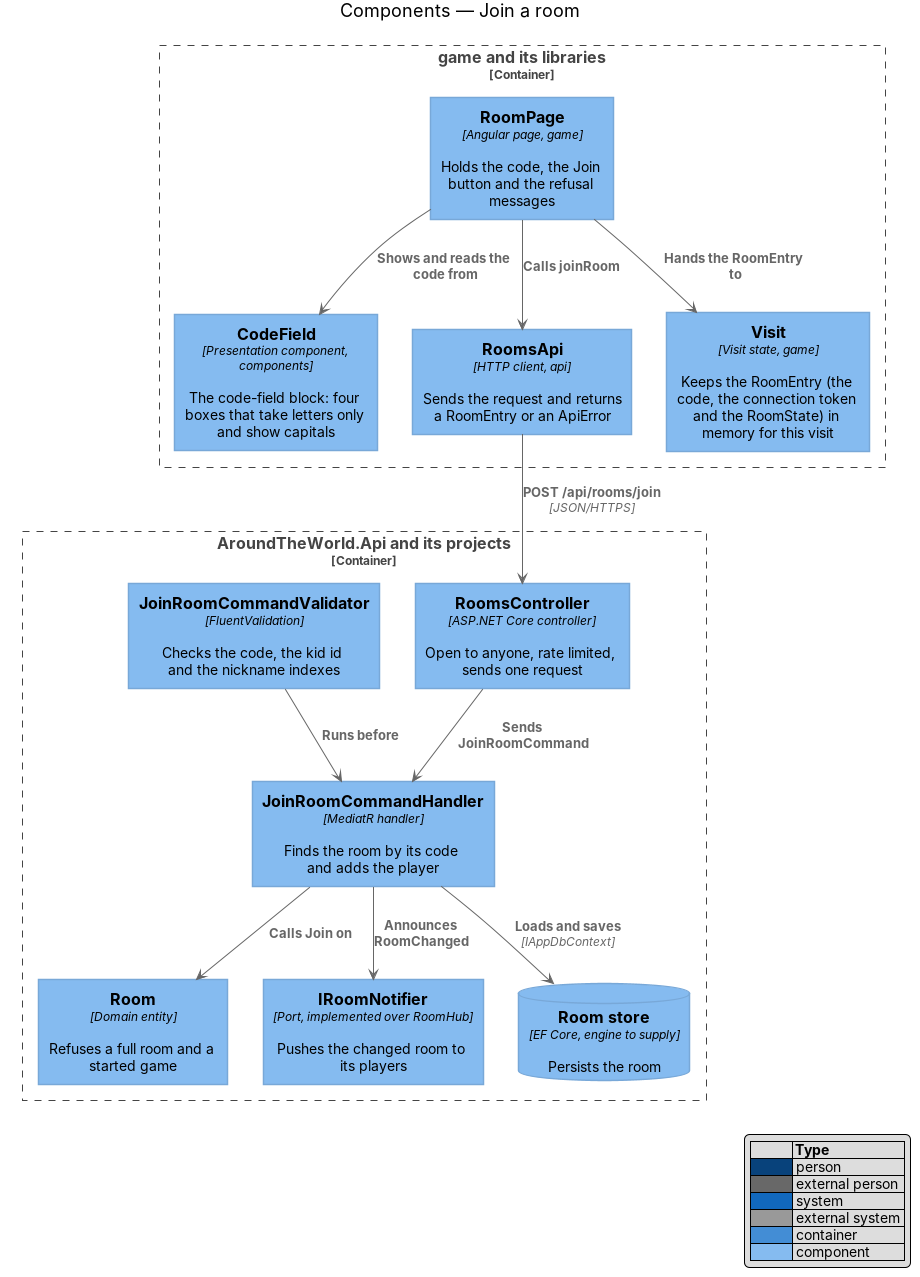 Components — Join a room
game and its libraries
[Container]
RoomPage
[Angular page, game]
Holds the code, the Join
button and the refusal
messages
Shows and reads the
code from
Calls joinRoom
Hands the RoomEntry
to
CodeField
[Presentation component,
components]
The code-field block: four
boxes that take letters only
and show capitals
RoomsApi
[HTTP client, api]
Sends the request and returns
a RoomEntry or an ApiError
Visit
[Visit state, game]
Keeps the RoomEntry (the
code, the connection token
and the RoomState) in
memory for this visit
POST /api/rooms/join
[JSON/HTTPS]
AroundTheWorld.Api and its projects
[Container]
JoinRoomCommandValidator
[FluentValidation]
Checks the code, the kid id
and the nickname indexes
RoomsController
[ASP.NET Core controller]
Open to anyone, rate limited,
sends one request
Runs before
Sends
JoinRoomCommand
JoinRoomCommandHandler
[MediatR handler]
Finds the room by its code
and adds the player
Calls Join on
Announces
RoomChanged
Loads and saves
[IAppDbContext]
Room
[Domain entity]
Refuses a full room and a
started game
IRoomNotifier
[Port, implemented over RoomHub]
Pushes the changed room to
its players
Room store
[EF Core, engine to supply]
Persists the room
Type
person
external person
system
external system
container
component